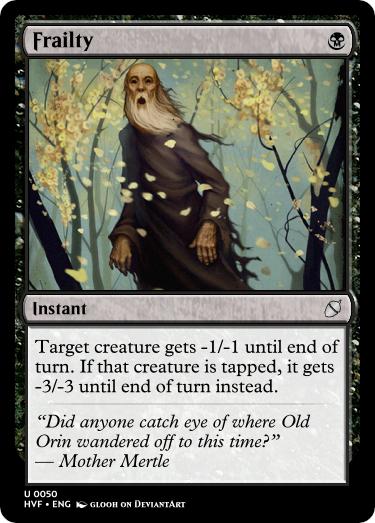 Frailty
Instant
Target creature gets -1/-1 until end of
turn. If that creature is tapped, it gets
-3/-3 until end of turn instead.
“Did anyone catch eye of where Old
Orin wandered off to this time?”
— Mother Mertle
U 0050
HVF • ENG GLOOH ON DEVIANTART